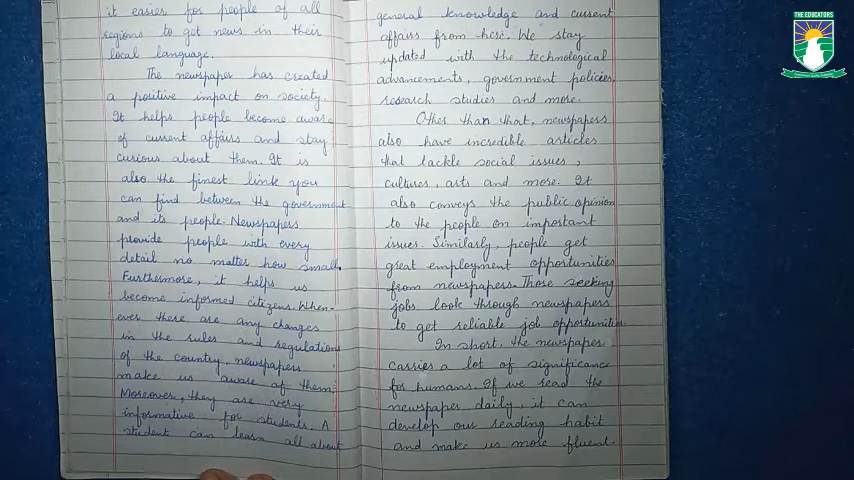 it easier for people of all
regions to get news in their
local language.
The newspaper has created
a positive impact on society.
It helps people become aware
of current affairs and stay
curious about them. It is
also the finest link you
can find between the government
and its people. Newspapers
provide people with every
detail no matter how small.
Furthermore, it helps us
become informed citizens. When-
ever there are any changes
in the rules and regulations
of the country, newspapers
make us aware of them.
Moreover, they are very
informative for students. A
student can learn all about
general knowledge and current
affairs from here. We stay
updated with the technological
advancements, government policies,
research studies and more.
Other than that, newspapers
also have incredible articles
that tackle social issues,
cultures, arts and more. It
also conveys the public opinion
to the people on important
issues. Similarly, people get
great employment opportunities
from newspapers. Those seeking
jobs look through newspapers
to get reliable job opportunities.
In short, the newspaper
carries a lot of significance
for humans. If we read the
newspaper daily, it can
develop our reading habit
and make us more fluent.
THE EDUCATORS